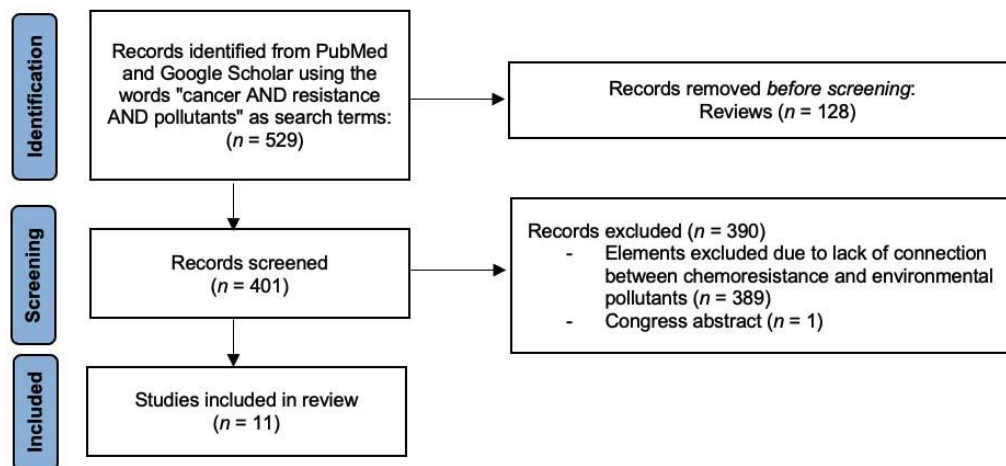 Identification
Records identified from PubMed
and Google Scholar using the
words "cancer AND resistance
AND pollutants" as search terms:
(n = 529)
Records removed before screening:
Reviews (n = 128)
Screening
Records screened
(n = 401)
Records excluded (n = 390)
- Elements excluded due to lack of connection
between chemoresistance and environmental
pollutants (n = 389)
- Congress abstract (n = 1)
Included
Studies included in review
(n = 11)